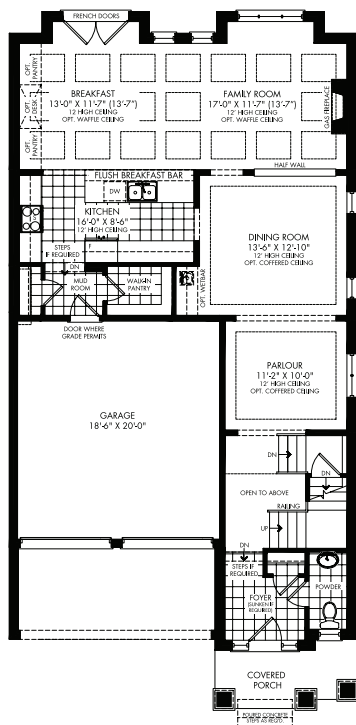 FRENCH DOORS
OPT.
PANTRY
OPT.
DESK
OPT.
PANTRY
BREAKFAST
13'-0" X 11'-7" (13'-7")
12' HIGH CEILING
OPT. WAFFLE CEILING
FAMILY ROOM
17'-0" X 11'-7" (13'-7")
12' HIGH CEILING
OPT. WAFFLE CEILING
GAS FIREPLACE
HALF WALL
FLUSH BREAKFAST BAR
DW
KITCHEN
16'-0" X 8'-6"
12' HIGH CEILING
F
STEPS
IF REQUIRED
DN
MUD
ROOM
WALK-IN
PANTRY
OPT. WETBAR
DINING ROOM
13'-6" X 12'-10"
12' HIGH CEILING
OPT. COFFERED CEILING
DOOR WHERE
GRADE PERMITS
PARLOUR
11'-2" X 10'-0"
12' HIGH CEILING
OPT. COFFERED CEILING
GARAGE
18'-6" X 20'-0"
DN
DN
OPEN TO ABOVE
RAILING
UP
DN
STEPS IF
REQUIRED
FOYER
(SUNKEN IF
REQUIRED)
POWDER
COVERED
PORCH
POURED CONCRETE
STEPS AS REQ'D.